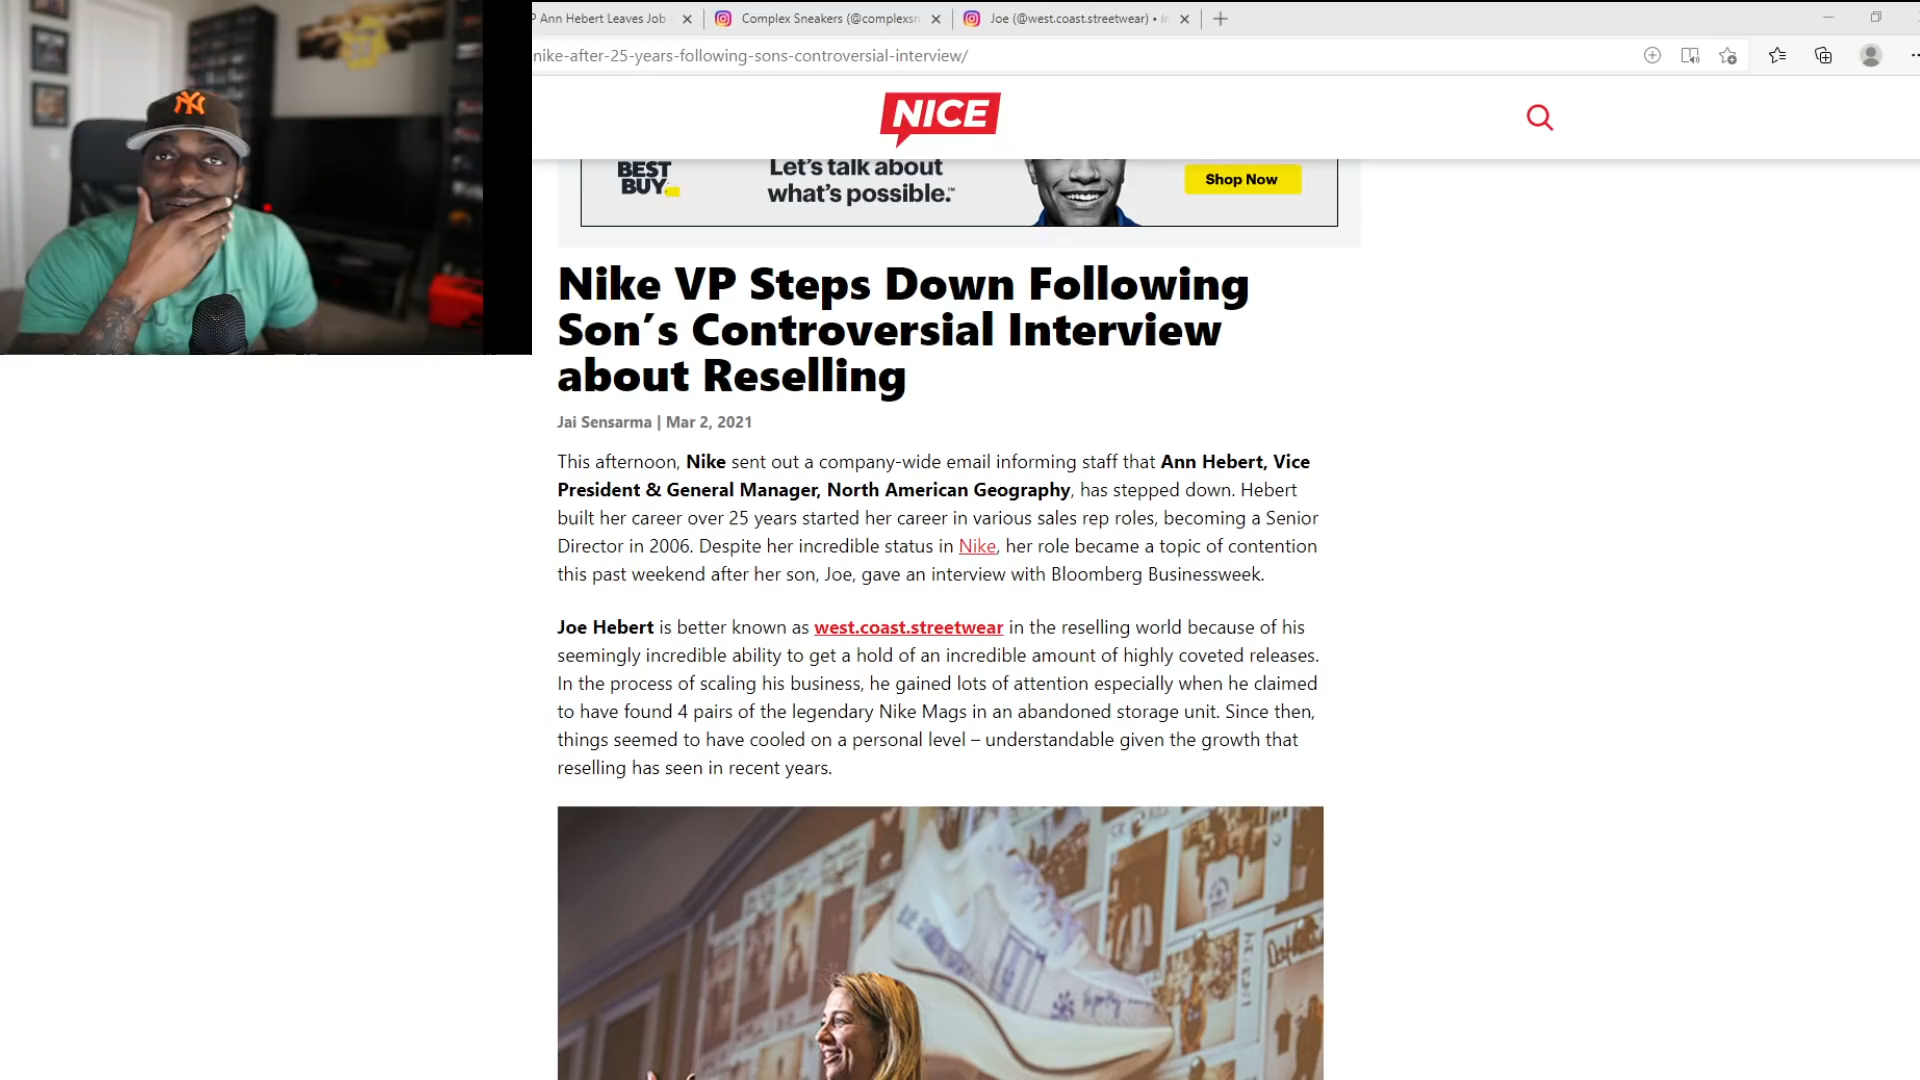 P Ann Hebert Leaves Job
Complex Sneakers (@complexsn
Joe (@west.coast.streetwear) •
nike-after-25-years-following-sons-controversial-interview/
NICE
BEST
BUY
Let's talk about
what's possible.™
Shop Now
NY
Nike VP Steps Down Following
Son's Controversial Interview
about Reselling
Jai Sensarma | Mar 2, 2021
This afternoon, Nike sent out a company-wide email informing staff that Ann Hebert, Vice
President & General Manager, North American Geography, has stepped down. Hebert
built her career over 25 years started her career in various sales rep roles, becoming a Senior
Director in 2006. Despite her incredible status in Nike, her role became a topic of contention
this past weekend after her son, Joe, gave an interview with Bloomberg Businessweek.
Joe Hebert is better known as west.coast.streetwear in the reselling world because of his
seemingly incredible ability to get a hold of an incredible amount of highly coveted releases.
In the process of scaling his business, he gained lots of attention especially when he claimed
to have found 4 pairs of the legendary Nike Mags in an abandoned storage unit. Since then,
things seemed to have cooled on a personal level – understandable given the growth that
reselling has seen in recent years.